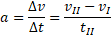 a = Δv/Δt = (v_II − v_I)/t_II